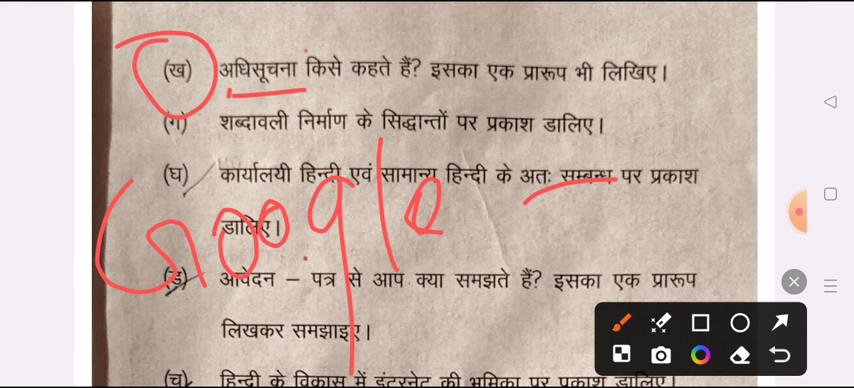 (ख) अधिसूचना किसे कहते हैं? इसका एक प्रारूप भी लिखिए।
(ग) शब्दावली निर्माण के सिद्धान्तों पर प्रकाश डालिए।
(घ) कार्यालयी हिन्दी एवं सामान्य हिन्दी के अतः सम्बन्ध पर प्रकाश
डालिए।
Google
(ड़) आवेदन – पत्र से आप क्या समझते हैं? इसका एक प्रारूप
लिखकर समझाइए।
(च) हिन्दी के विकास में इंटरनेट की भूमिका पर प्रकाश डालिए।